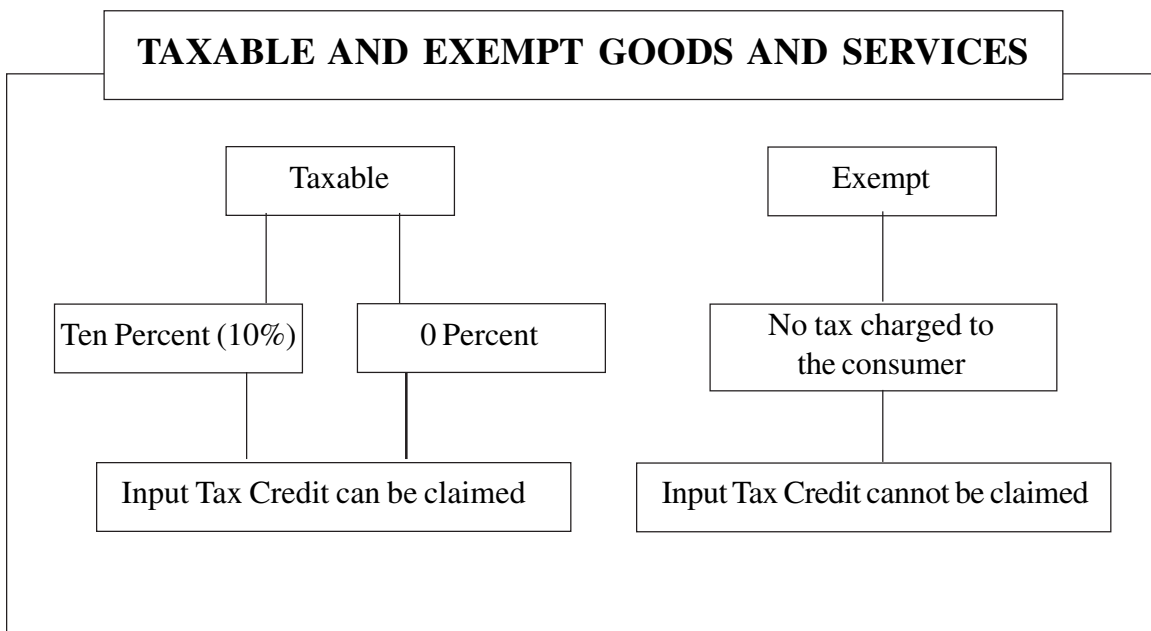 TAXABLE AND EXEMPT GOODS AND SERVICES
Taxable
Exempt
Ten Percent (10%)
0 Percent
No tax charged to
the consumer
Input Tax Credit can be claimed
Input Tax Credit cannot be claimed